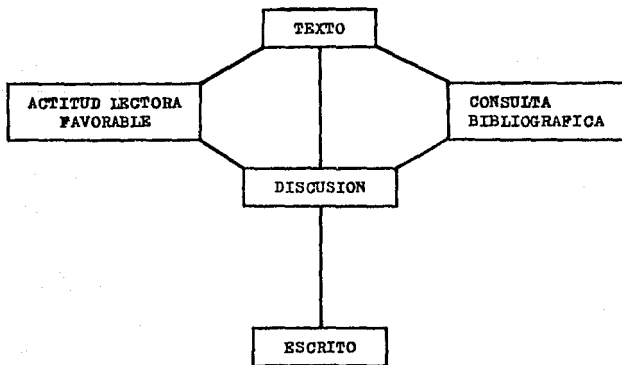 TEXTO
ACTITUD LECTORA
FAVORABLE
CONSULTA
BIBLIOGRAFICA
DISCUSION
ESCRITO